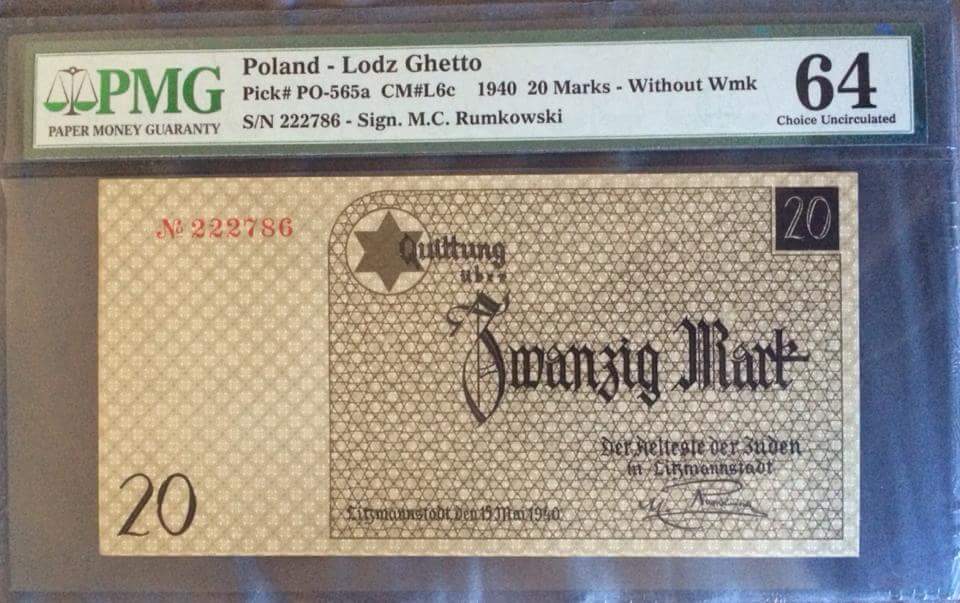 PMG
PAPER MONEY GUARANTY
Poland - Lodz Ghetto
Pick# PO-565a CM#L6c 1940 20 Marks - Without Wmk
S/N 222786 - Sign. M.C. Rumkowski
64
Choice Uncirculated
№ 222786
20
Quittung
über
Zwanzig Mark
Der Aelteste der Juden
in Litzmannstadt
Litzmannstadt, den 15 Mai 1940
20